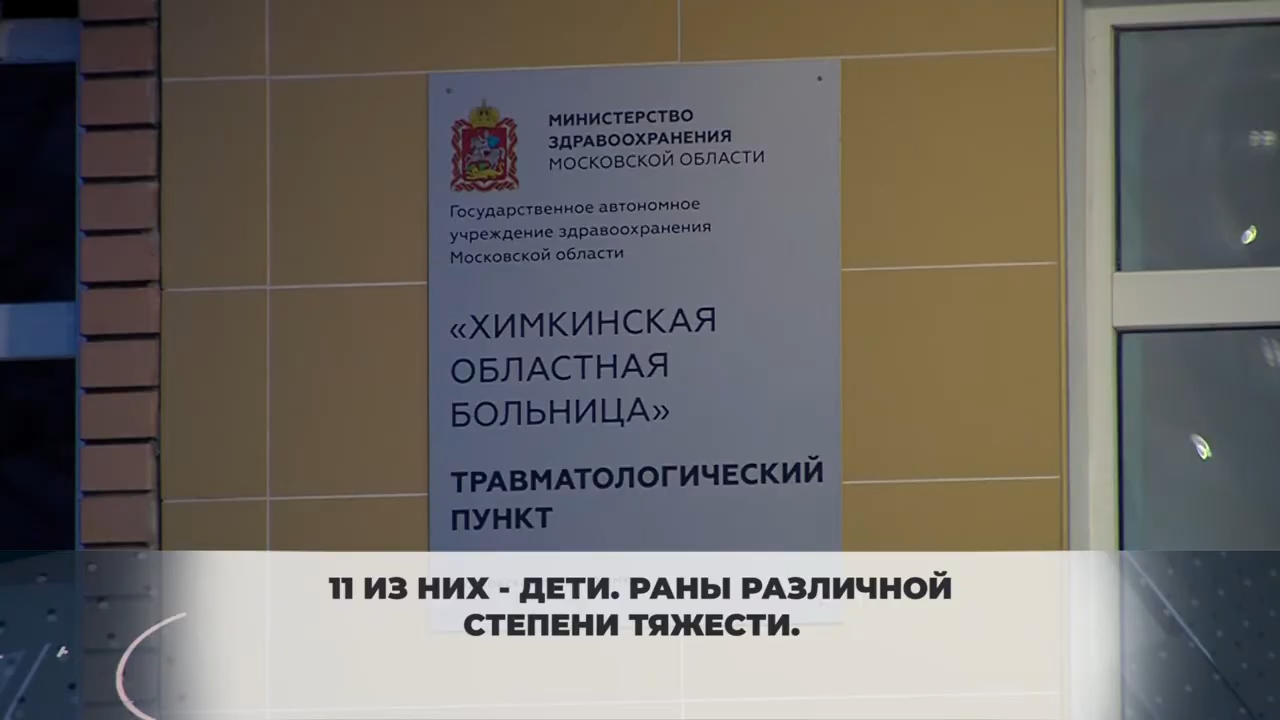 МИНИСТЕРСТВО
ЗДРАВООХРАНЕНИЯ
МОСКОВСКОЙ ОБЛАСТИ
Государственное автономное
учреждение здравоохранения
Московской области
«ХИМКИНСКАЯ
ОБЛАСТНАЯ
БОЛЬНИЦА»
ТРАВМАТОЛОГИЧЕСКИЙ
ПУНКТ
11 ИЗ НИХ - ДЕТИ. РАНЫ РАЗЛИЧНОЙ
СТЕПЕНИ ТЯЖЕСТИ.